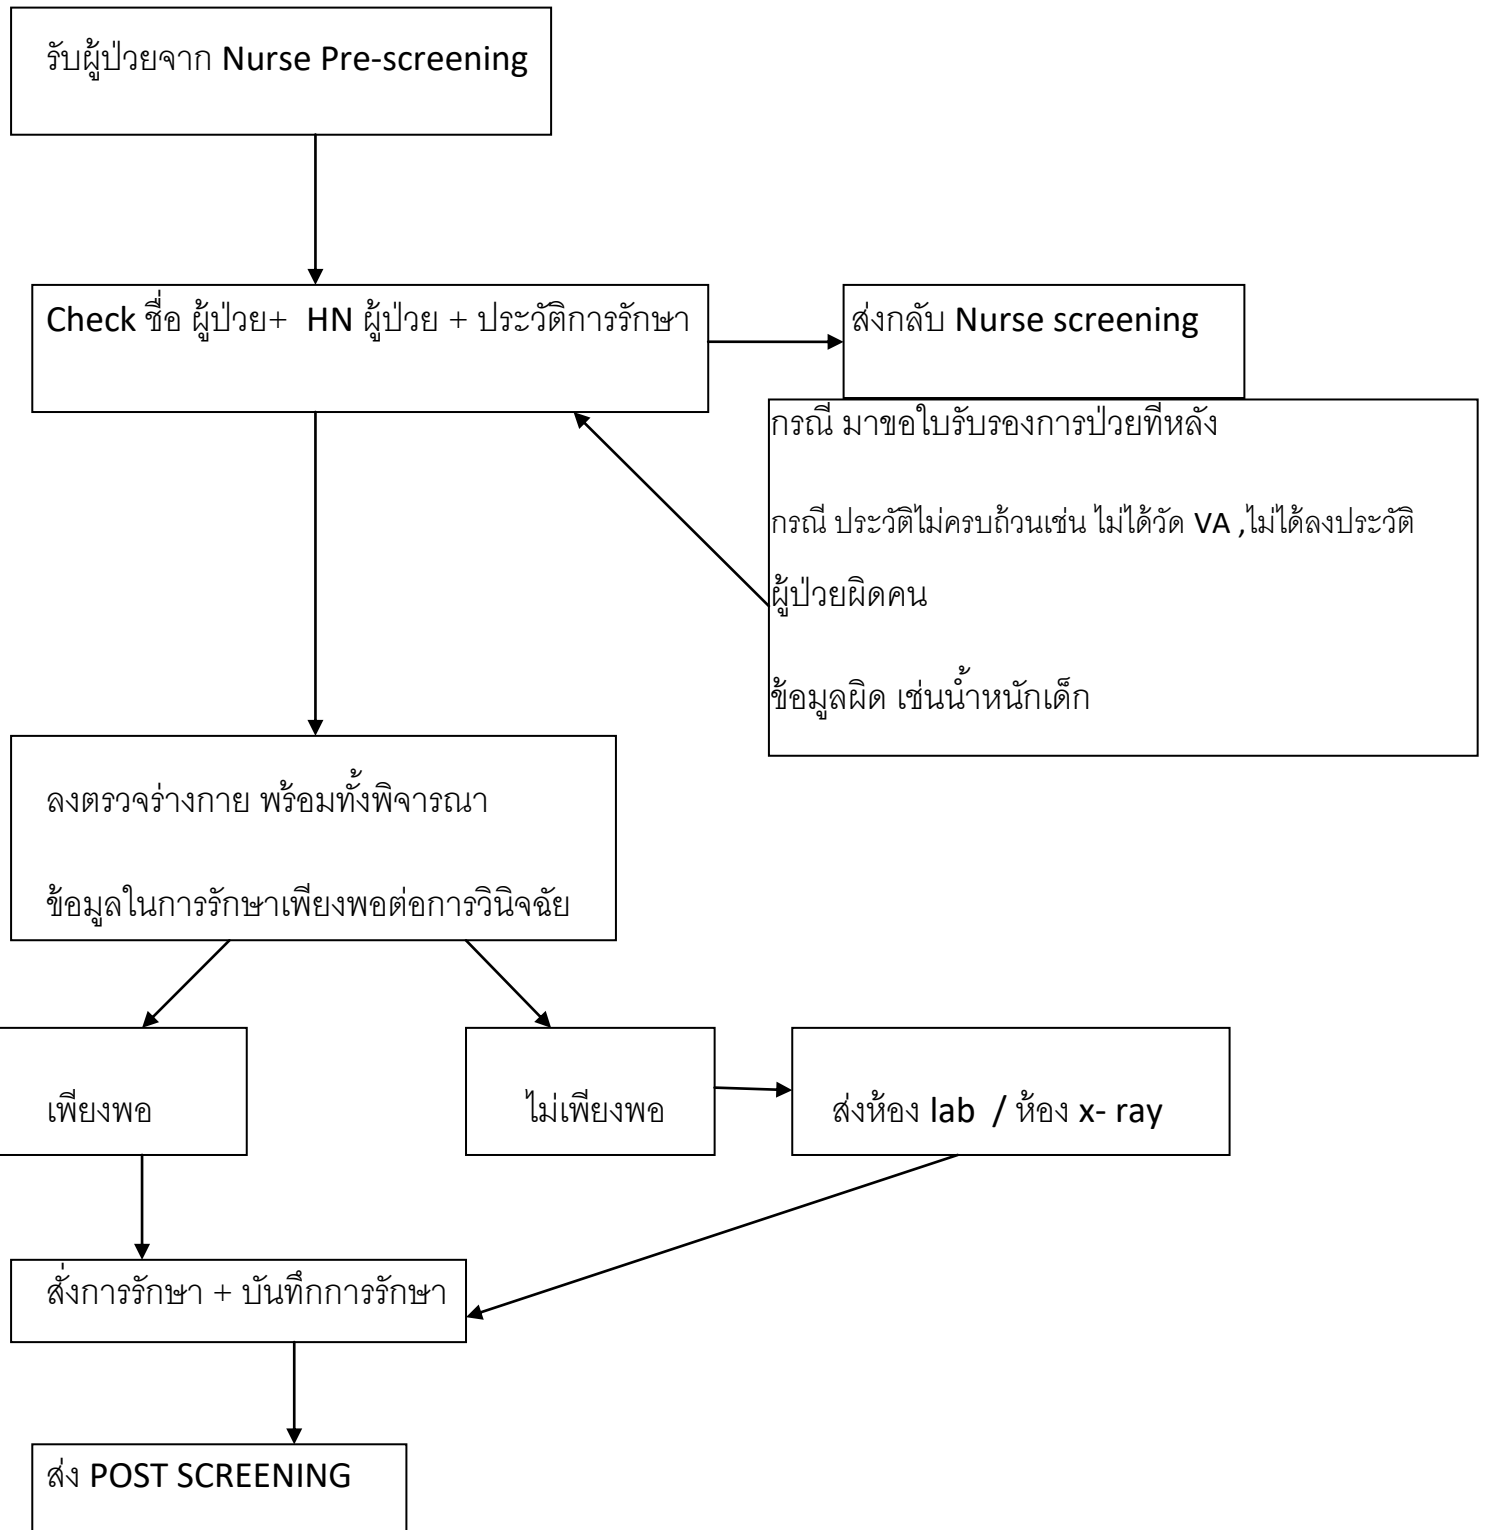 รับผู้ป่วยจาก Nurse Pre-screening
Check ชื่อ ผู้ป่วย+ HN ผู้ป่วย + ประวัติการรักษา
ส่งกลับ Nurse screening
กรณี มาขอใบรับรองการป่วยทีหลัง
กรณี ประวัติไม่ครบถ้วนเช่น ไม่ได้วัด VA ,ไม่ได้ลงประวัติ
ผู้ป่วยผิดคน
ข้อมูลผิด เช่นน้ำหนักเด็ก
ลงตรวจร่างกาย พร้อมทั้งพิจารณา
ข้อมูลในการรักษาเพียงพอต่อการวินิจฉัย
เพียงพอ
ไม่เพียงพอ
ส่งห้อง lab / ห้อง x- ray
สั่งการรักษา + บันทึกการรักษา
ส่ง POST SCREENING